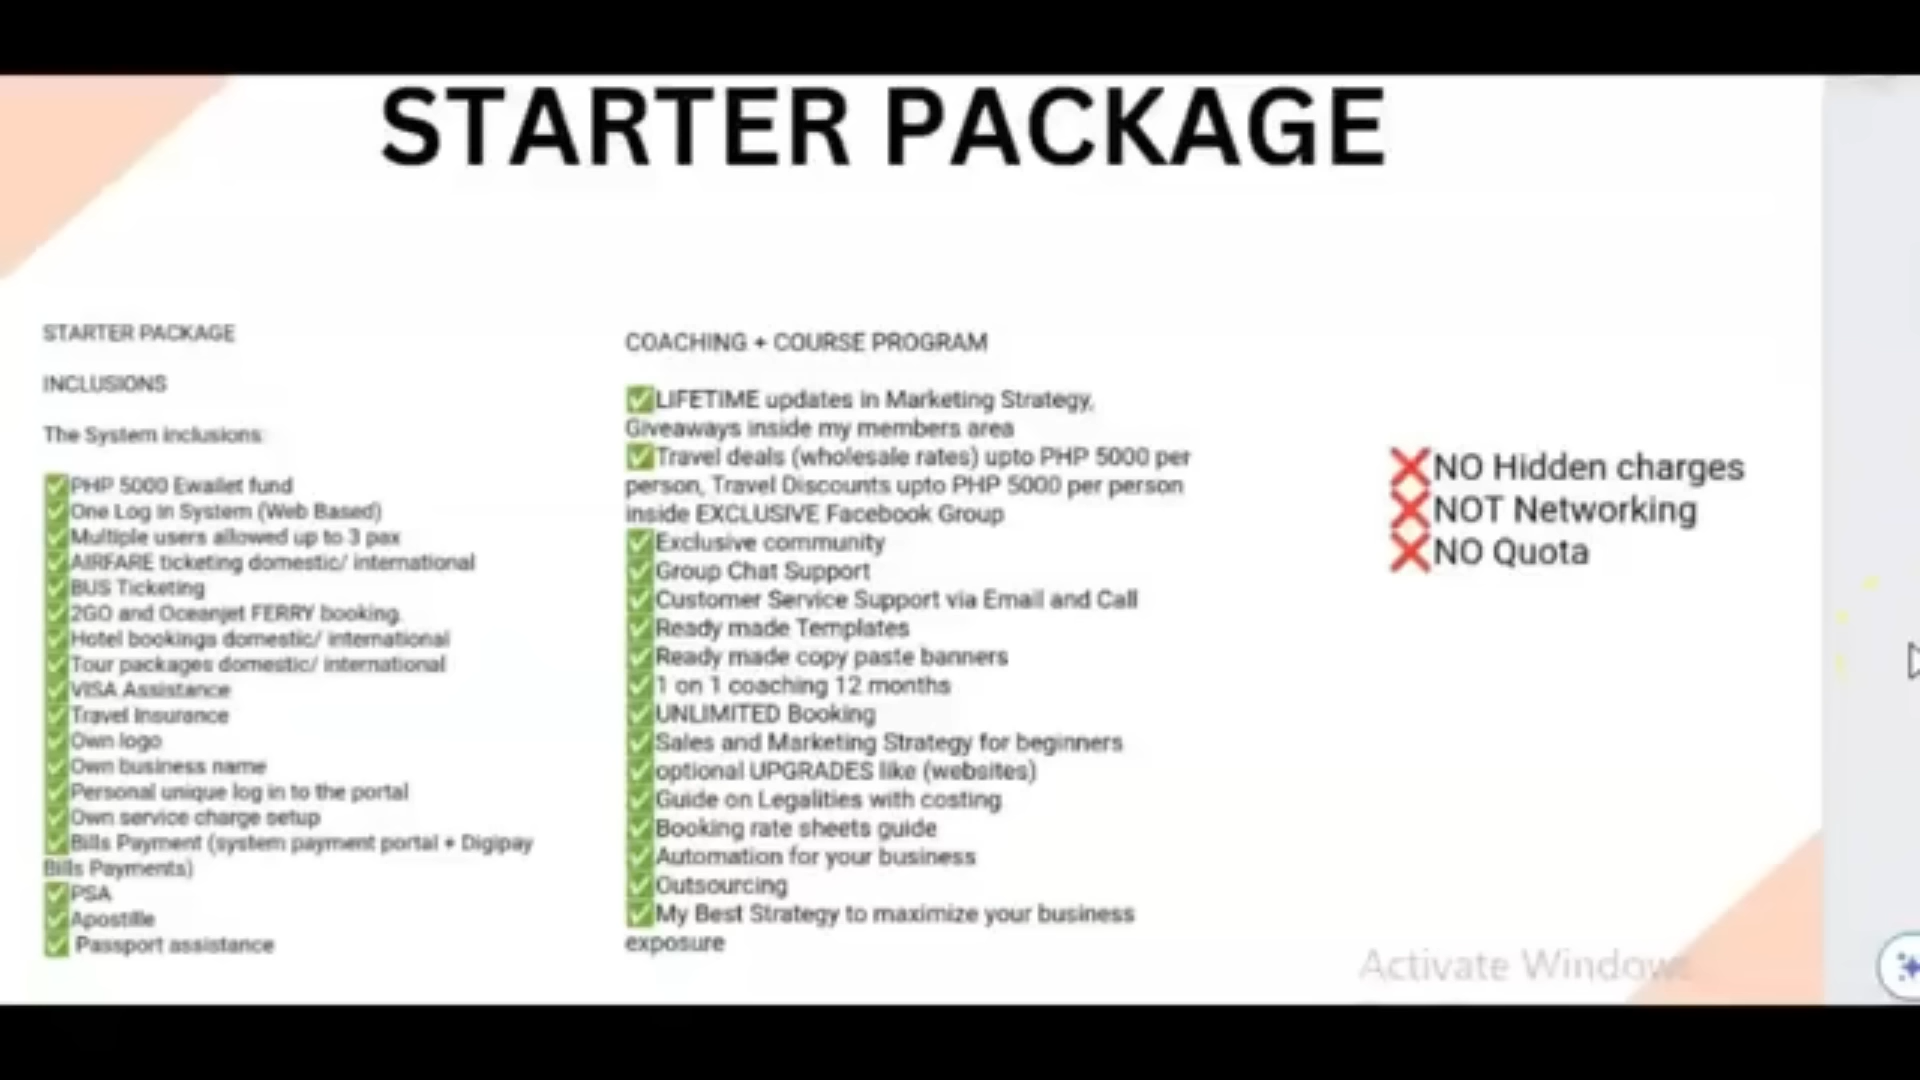 STARTER PACKAGE
STARTER PACKAGE
INCLUSIONS
The System inclusions:
✅PHP 5000 Ewallet fund
✅One Log in System (Web Based)
✅Multiple users allowed up to 3 pax
✅AIRFARE ticketing domestic/ international
✅BUS Ticketing
✅2GO and Oceanjet FERRY booking.
✅Hotel bookings domestic/ international
✅Tour packages domestic/ international
✅VISA Assistance
✅Travel Insurance
✅Own logo
✅Own business name
✅Personal unique log in to the portal
✅Own service charge setup
✅Bills Payment (system payment portal + Digipay
Bills Payments)
✅PSA
✅Apostille
✅ Passport assistance
COACHING + COURSE PROGRAM
✅LIFETIME updates in Marketing Strategy,
Giveaways inside my members area
✅Travel deals (wholesale rates) upto PHP 5000 per
person, Travel Discounts upto PHP 5000 per person
inside EXCLUSIVE Facebook Group
✅Exclusive community
✅Group Chat Support
✅Customer Service Support via Email and Call
✅Ready made Templates
✅Ready made copy paste banners
✅1 on 1 coaching 12 months
✅UNLIMITED Booking
✅Sales and Marketing Strategy for beginners
✅optional UPGRADES like (websites)
✅Guide on Legalities with costing
✅Booking rate sheets guide
✅Automation for your business
✅Outsourcing
✅My Best Strategy to maximize your business
exposure
❌NO Hidden charges
❌NOT Networking
❌NO Quota
Activate Windows